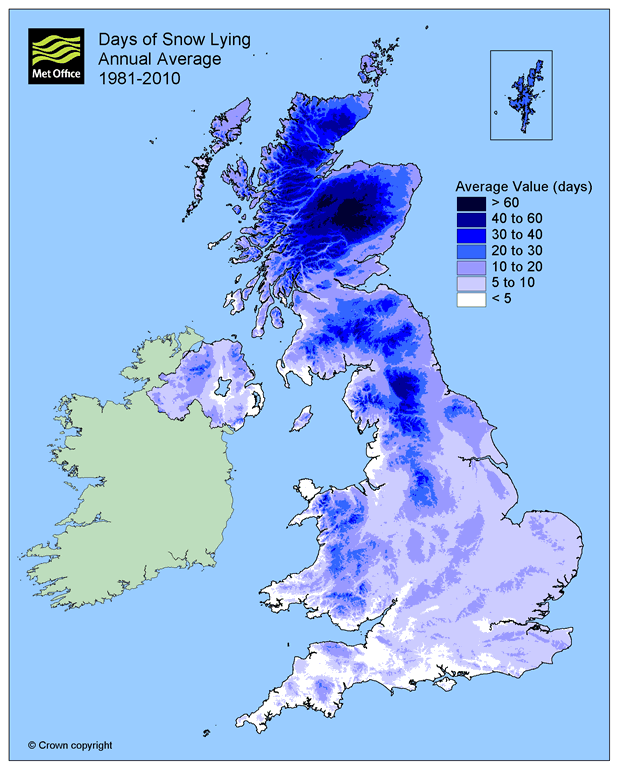 Met Office
Days of Snow Lying
Annual Average
1981-2010
Average Value (days)
> 60
40 to 60
30 to 40
20 to 30
10 to 20
5 to 10
< 5
© Crown copyright